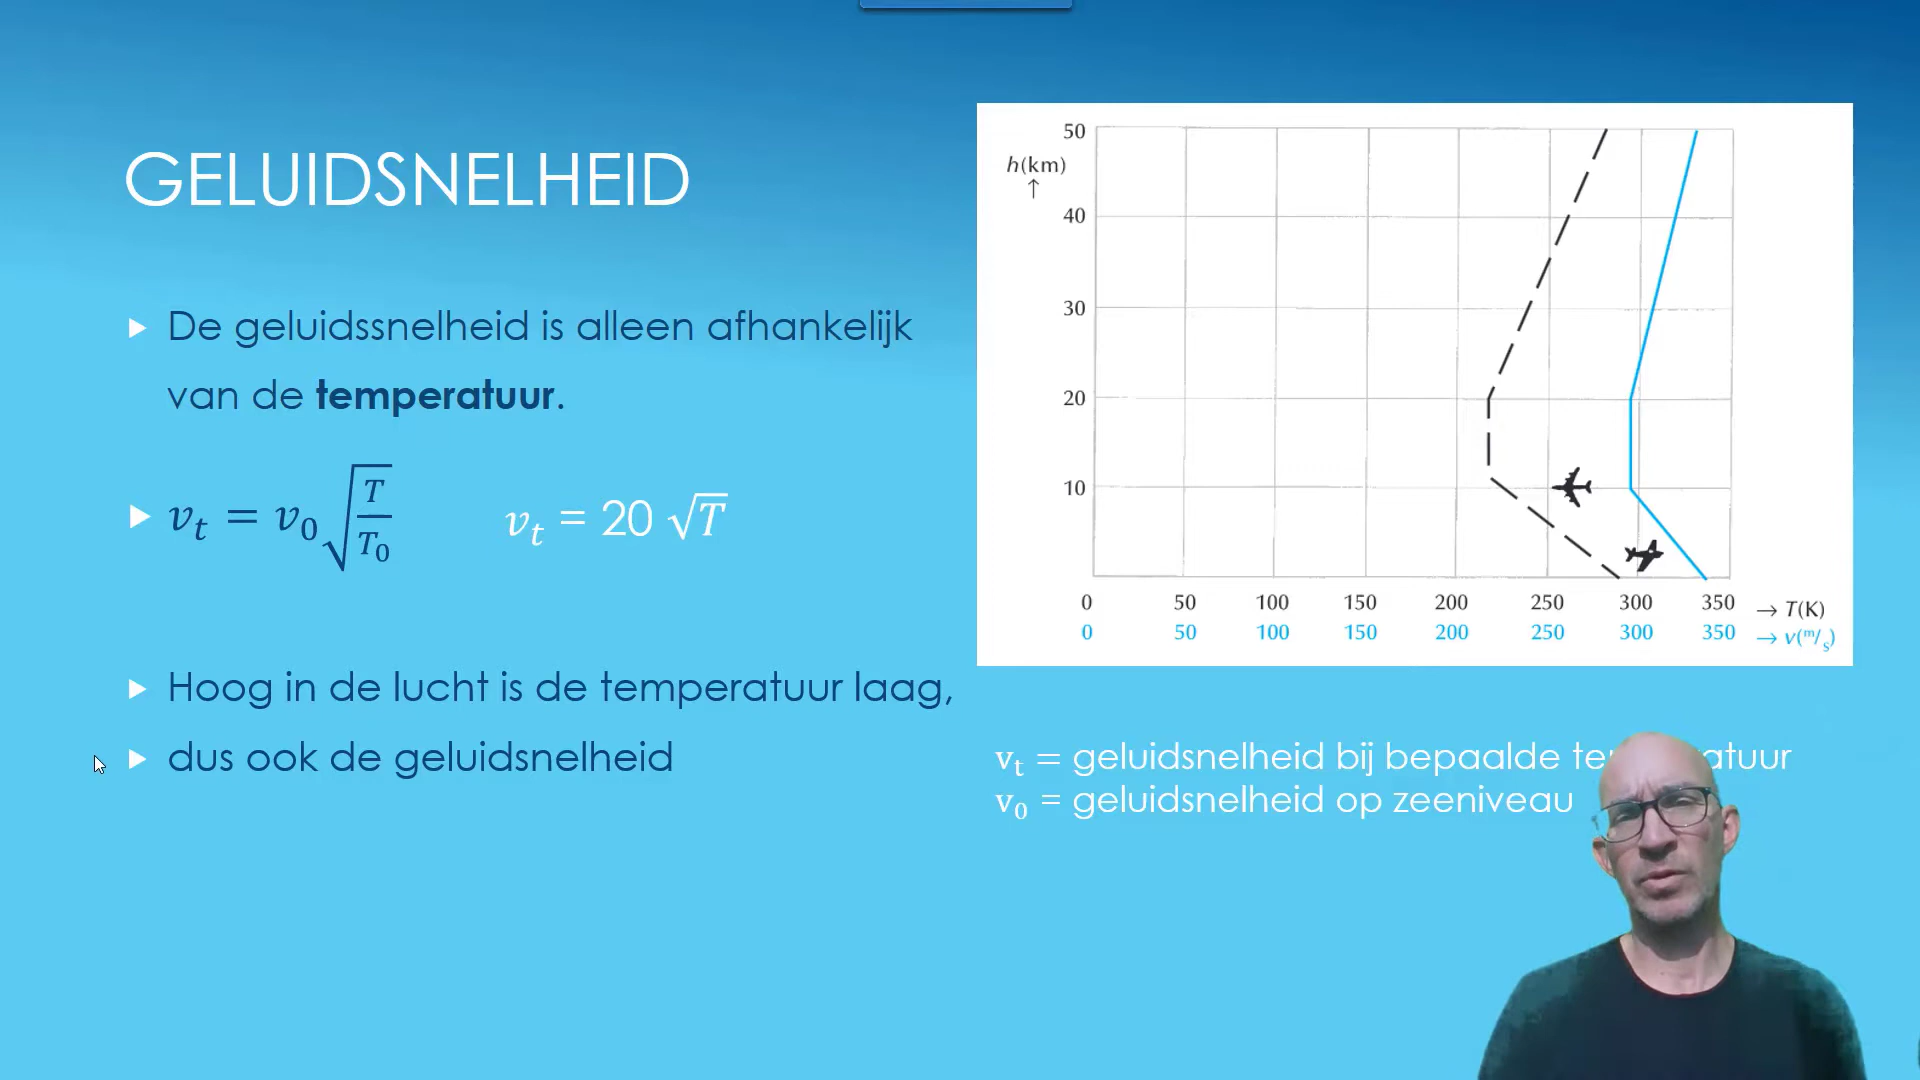 GELUIDSNELHEID
De geluidssnelheid is alleen afhankelijk
van de temperatuur.
v_t = v_0 √(T/T_0)
v_t = 20 √T
Hoog in de lucht is de temperatuur laag,
dus ook de geluidsnelheid
h(km)
↑
50
40
30
20
10
0 50 100 150 200 250 300 350 → T(K)
0 50 100 150 200 250 300 350 → v(m/s)
v_t = geluidsnelheid bij bepaalde
v_0 = geluidsnelheid op zeeniveau